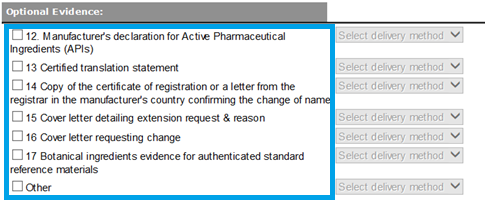 Optional Evidence:
12. Manufacturer's declaration for Active Pharmaceutical Select delivery method
Ingredients (APIs)
13 Certified translation statement Select delivery method
14 Copy of the certificate of registration or a letter from the Select delivery method
registrar in the manufacturer's country confirming the change of name
15 Cover letter detailing extension request & reason Select delivery method
16 Cover letter requesting change Select delivery method
17 Botanical ingredients evidence for authenticated standard Select delivery method
reference materials
Other Select delivery method